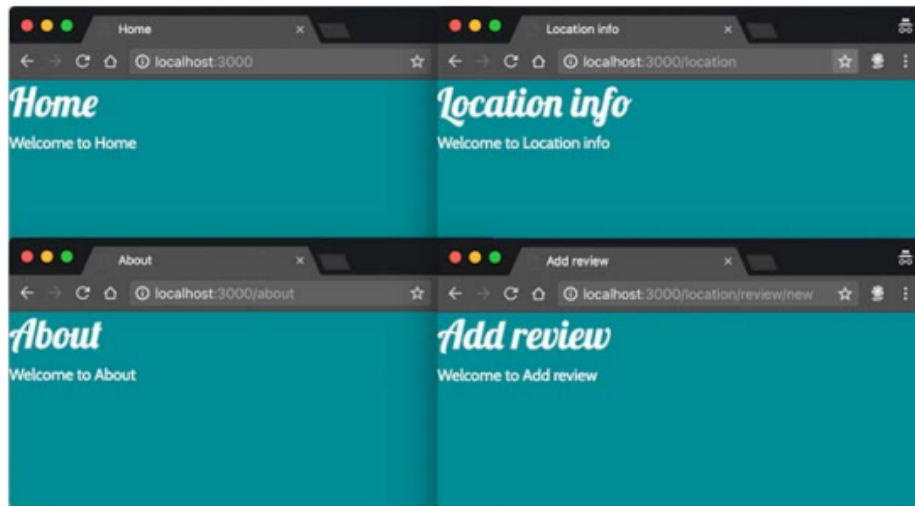 Home
localhost:3000
Home
Welcome to Home
Location info
localhost:3000/location
Location info
Welcome to Location info
About
localhost:3000/about
About
Welcome to About
Add review
localhost:3000/location/review/new
Add review
Welcome to Add review